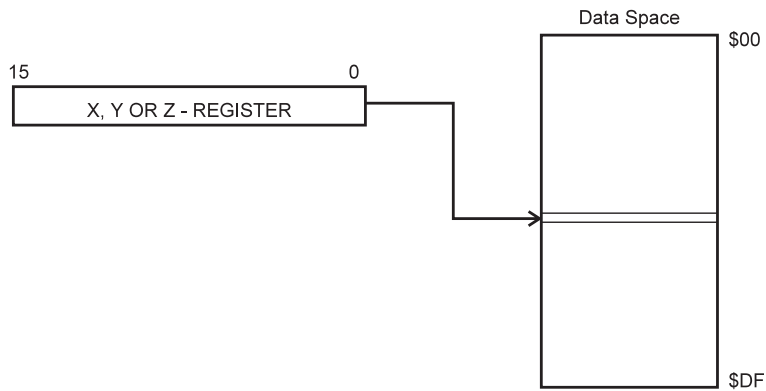 Data Space
$00
15 0
X, Y OR Z - REGISTER
$DF